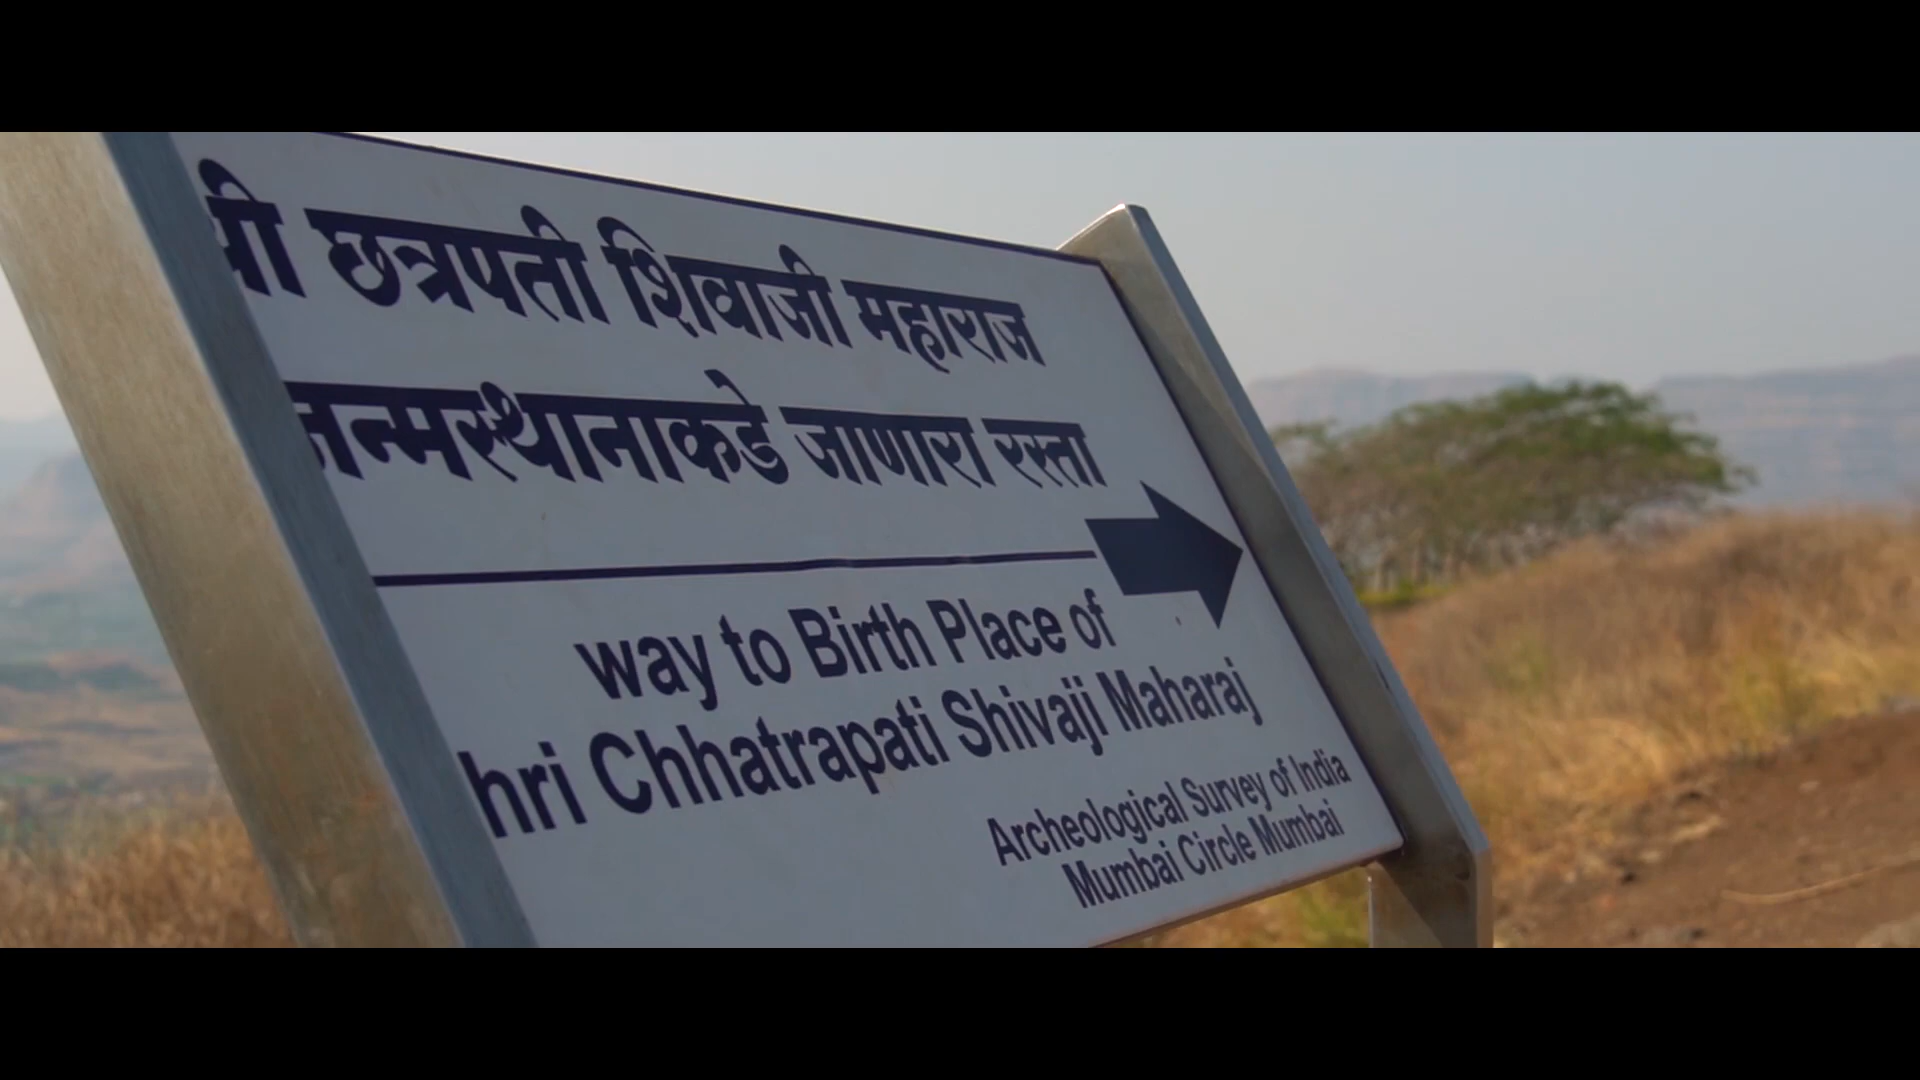 श्री छत्रपती शिवाजी महाराज
जन्मस्थानाकडे जाणारा रस्ता
way to Birth Place of
hri Chhatrapati Shivaji Maharaj
Archeological Survey of India
Mumbai Circle Mumbai